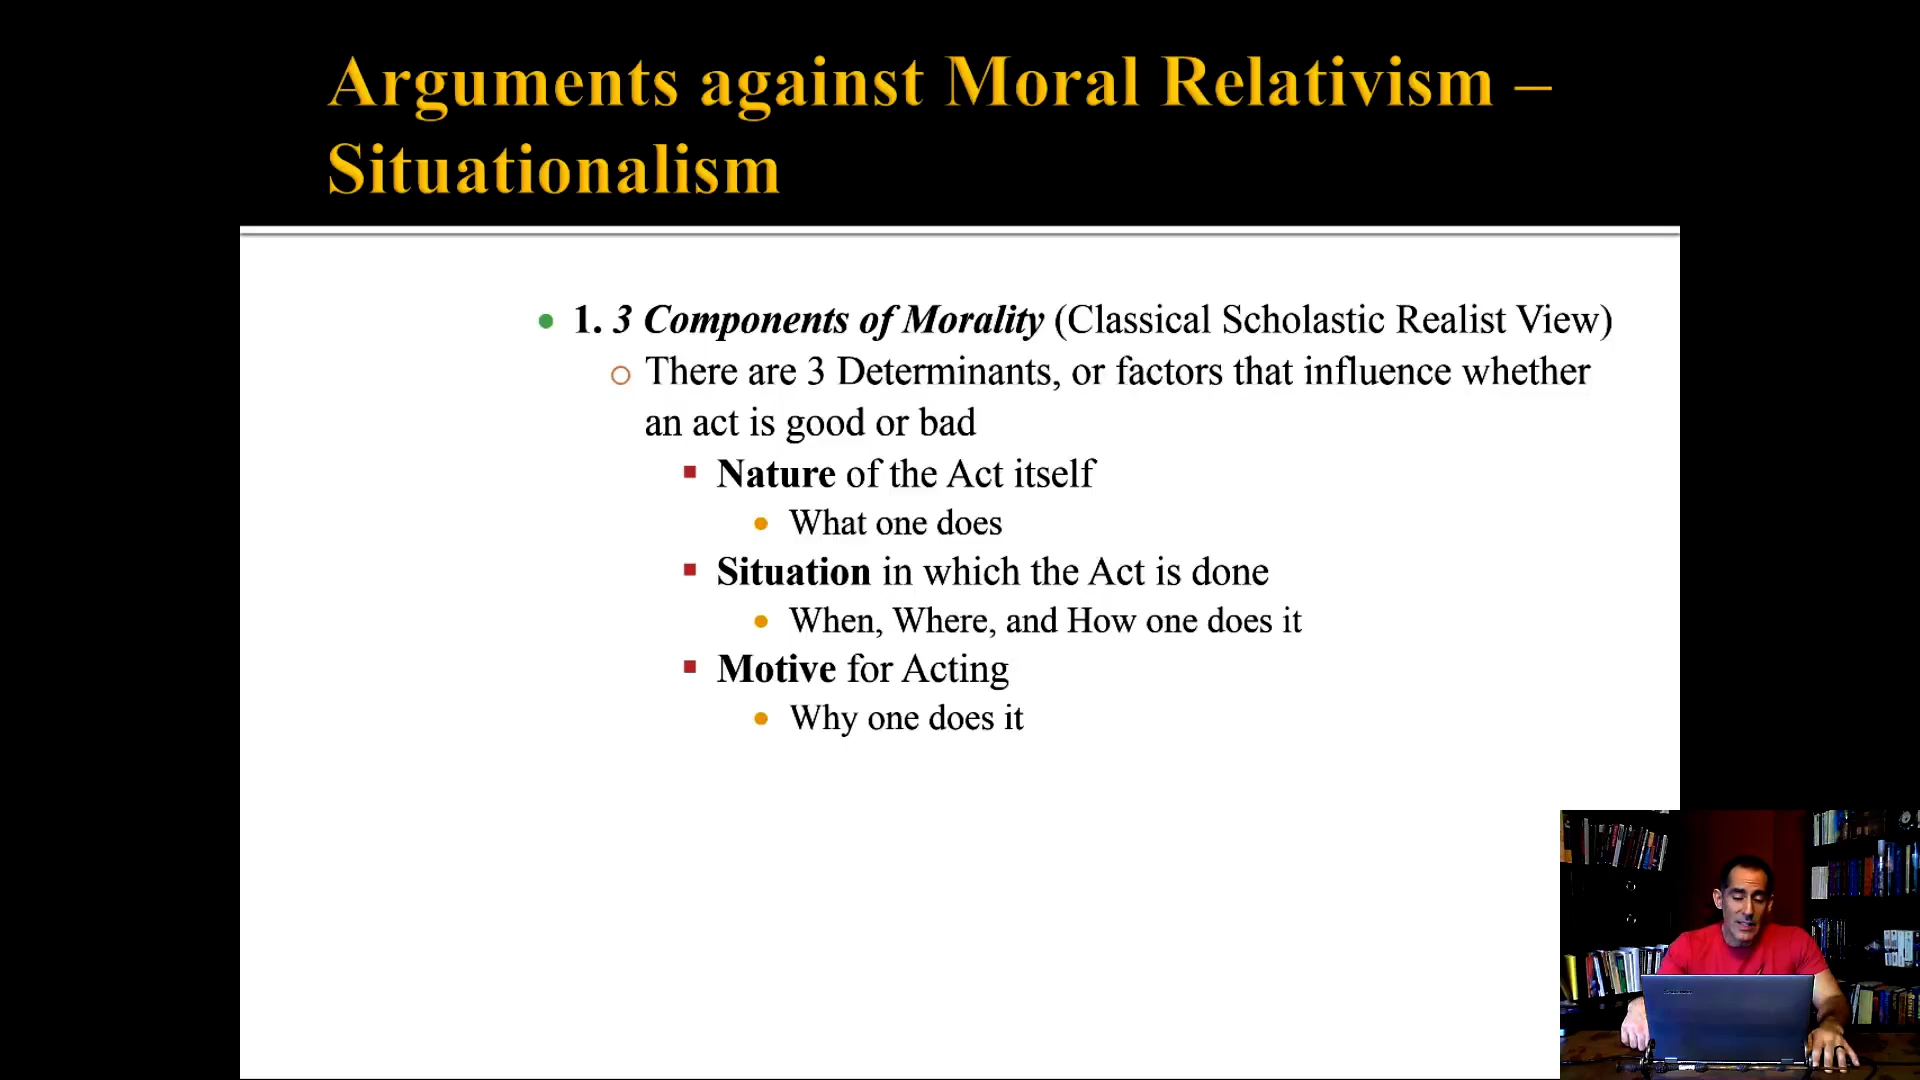 Arguments against Moral Relativism –
Situationalism
1. 3 Components of Morality (Classical Scholastic Realist View)
There are 3 Determinants, or factors that influence whether
an act is good or bad
Nature of the Act itself
What one does
Situation in which the Act is done
When, Where, and How one does it
Motive for Acting
Why one does it